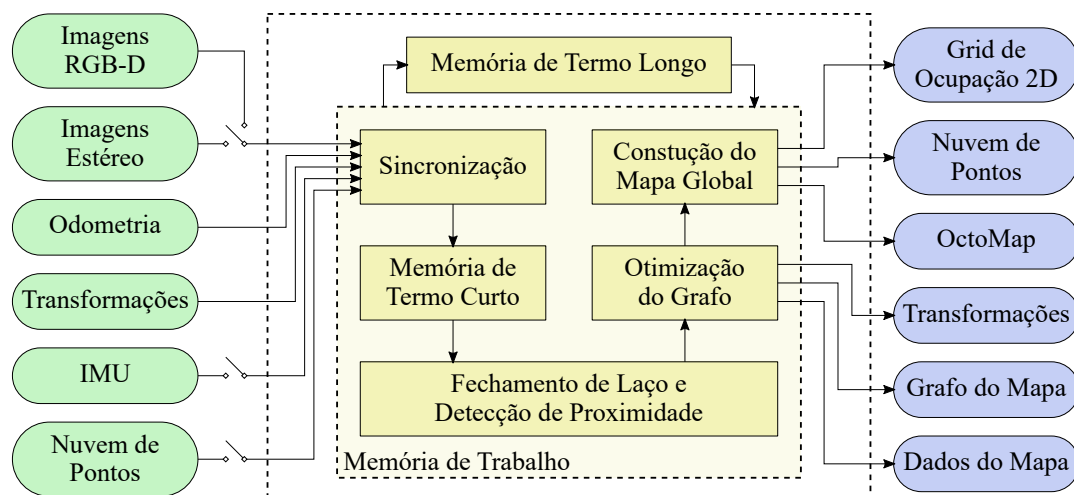 Imagens
RGB-D
Imagens
Estéreo
Odometria
Transformações
IMU
Nuvem de
Pontos
Memória de Termo Longo
Sincronização
Memória de
Termo Curto
Constução do
Mapa Global
Otimização
do Grafo
Fechamento de Laço e
Detecção de Proximidade
Memória de Trabalho
Grid de
Ocupação 2D
Nuvem de
Pontos
OctoMap
Transformações
Grafo do Mapa
Dados do Mapa